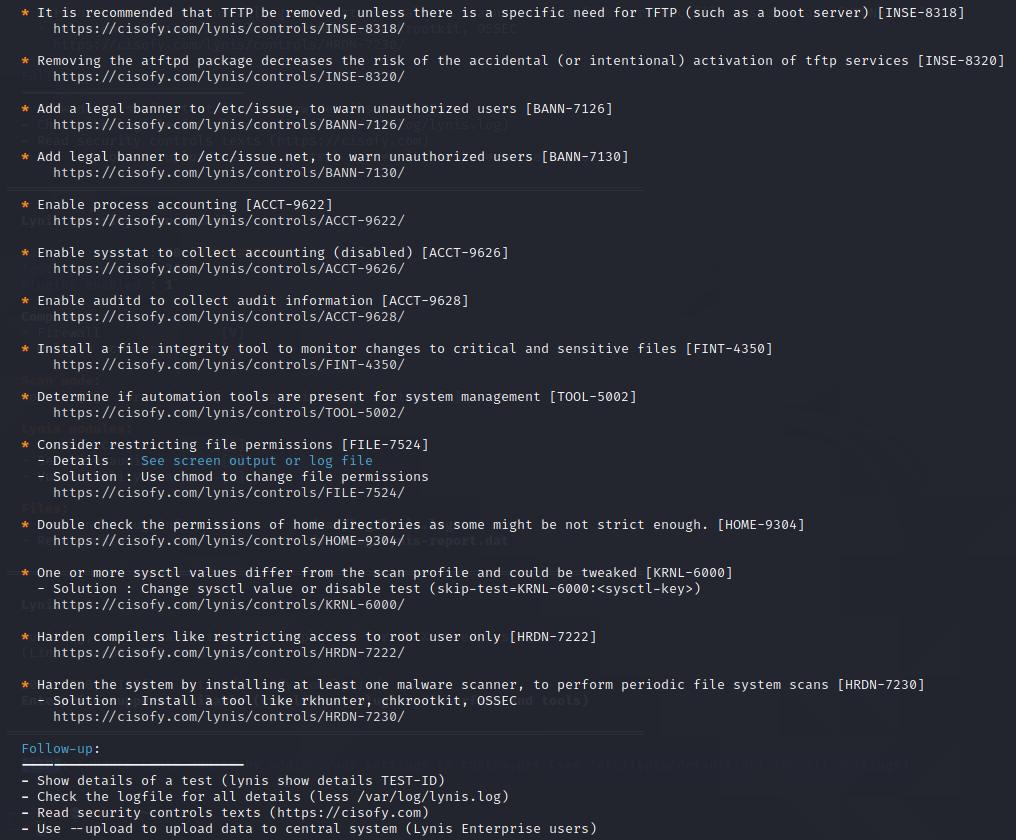 * It is recommended that TFTP be removed, unless there is a specific need for TFTP (such as a boot server) [INSE-8318]
https://cisofy.com/lynis/controls/INSE-8318/
* Removing the atftpd package decreases the risk of the accidental (or intentional) activation of tftp services [INSE-8320]
https://cisofy.com/lynis/controls/INSE-8320/
* Add a legal banner to /etc/issue, to warn unauthorized users [BANN-7126]
https://cisofy.com/lynis/controls/BANN-7126/
* Add legal banner to /etc/issue.net, to warn unauthorized users [BANN-7130]
https://cisofy.com/lynis/controls/BANN-7130/
* Enable process accounting [ACCT-9622]
https://cisofy.com/lynis/controls/ACCT-9622/
* Enable sysstat to collect accounting (disabled) [ACCT-9626]
https://cisofy.com/lynis/controls/ACCT-9626/
* Enable auditd to collect audit information [ACCT-9628]
https://cisofy.com/lynis/controls/ACCT-9628/
* Install a file integrity tool to monitor changes to critical and sensitive files [FINT-4350]
https://cisofy.com/lynis/controls/FINT-4350/
* Determine if automation tools are present for system management [TOOL-5002]
https://cisofy.com/lynis/controls/TOOL-5002/
* Consider restricting file permissions [FILE-7524]
- Details  : See screen output or log file
- Solution : Use chmod to change file permissions
https://cisofy.com/lynis/controls/FILE-7524/
* Double check the permissions of home directories as some might be not strict enough. [HOME-9304]
https://cisofy.com/lynis/controls/HOME-9304/
* One or more sysctl values differ from the scan profile and could be tweaked [KRNL-6000]
- Solution : Change sysctl value or disable test (skip-test=KRNL-6000:<sysctl-key>)
https://cisofy.com/lynis/controls/KRNL-6000/
* Harden compilers like restricting access to root user only [HRDN-7222]
https://cisofy.com/lynis/controls/HRDN-7222/
* Harden the system by installing at least one malware scanner, to perform periodic file system scans [HRDN-7230]
- Solution : Install a tool like rkhunter, chkrootkit, OSSEC
https://cisofy.com/lynis/controls/HRDN-7230/
Follow-up:
- Show details of a test (lynis show details TEST-ID)
- Check the logfile for all details (less /var/log/lynis.log)
- Read security controls texts (https://cisofy.com)
- Use --upload to upload data to central system (Lynis Enterprise users)